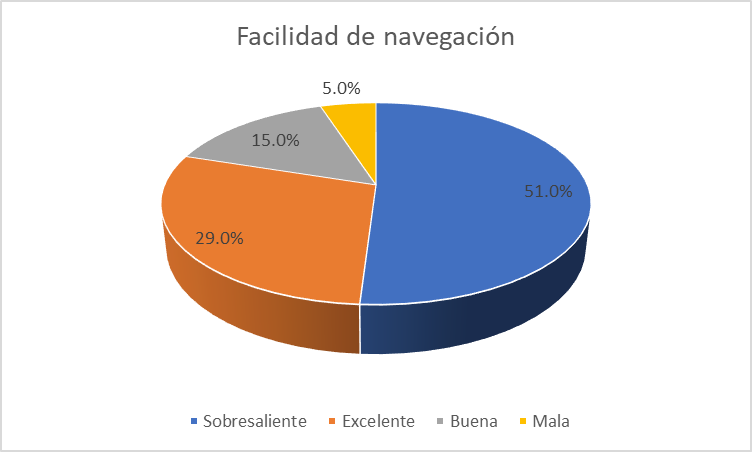 Facilidad de navegación
5.0%
15.0%
51.0%
29.0%
Sobresaliente Excelente Buena Mala